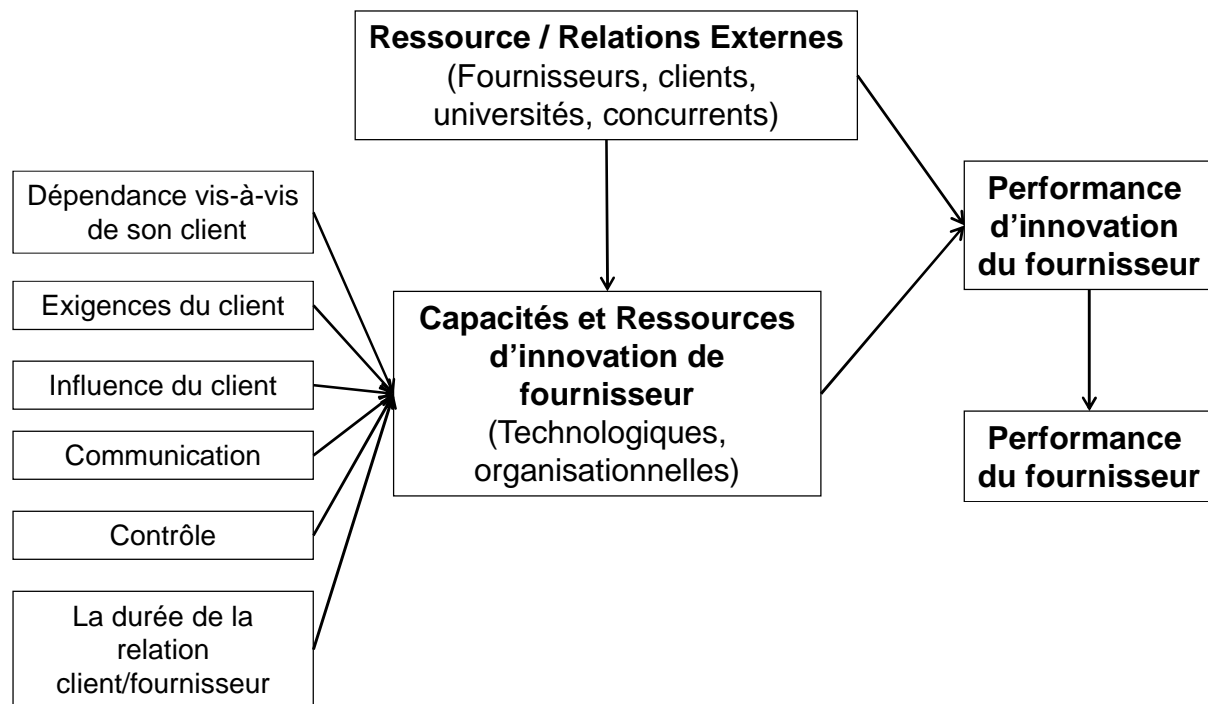 Ressource / Relations Externes
(Fournisseurs, clients,
universités, concurrents)
Dépendance vis-à-vis
de son client
Exigences du client
Influence du client
Communication
Contrôle
La durée de la
relation
client/fournisseur
Capacités et Ressources
d’innovation de
fournisseur
(Technologiques,
organisationnelles)
Performance
d’innovation
du fournisseur
Performance
du fournisseur